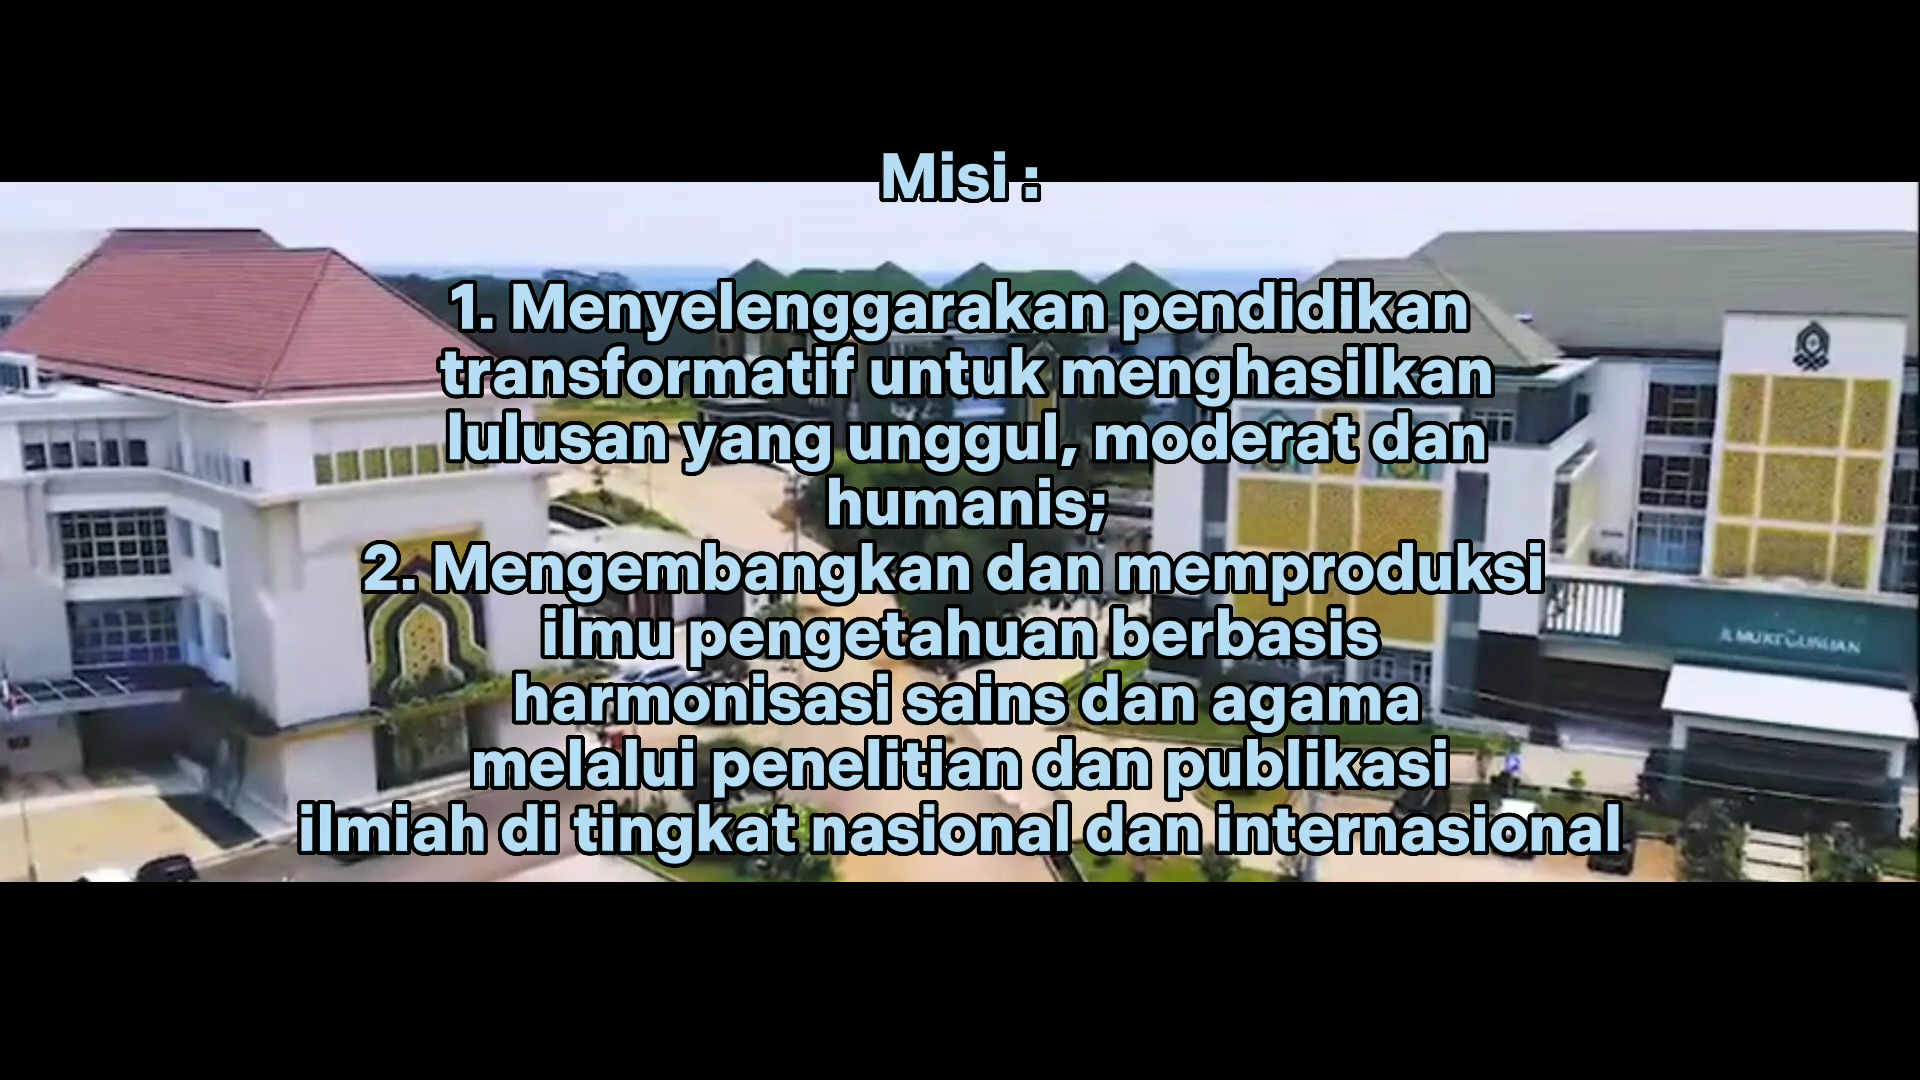 Misi :
1. Menyelenggarakan pendidikan
transformatif untuk menghasilkan
lulusan yang unggul, moderat dan
humanis;
2. Mengembangkan dan memproduksi
ilmu pengetahuan berbasis
harmonisasi sains dan agama
melalui penelitian dan publikasi
ilmiah di tingkat nasional dan internasional